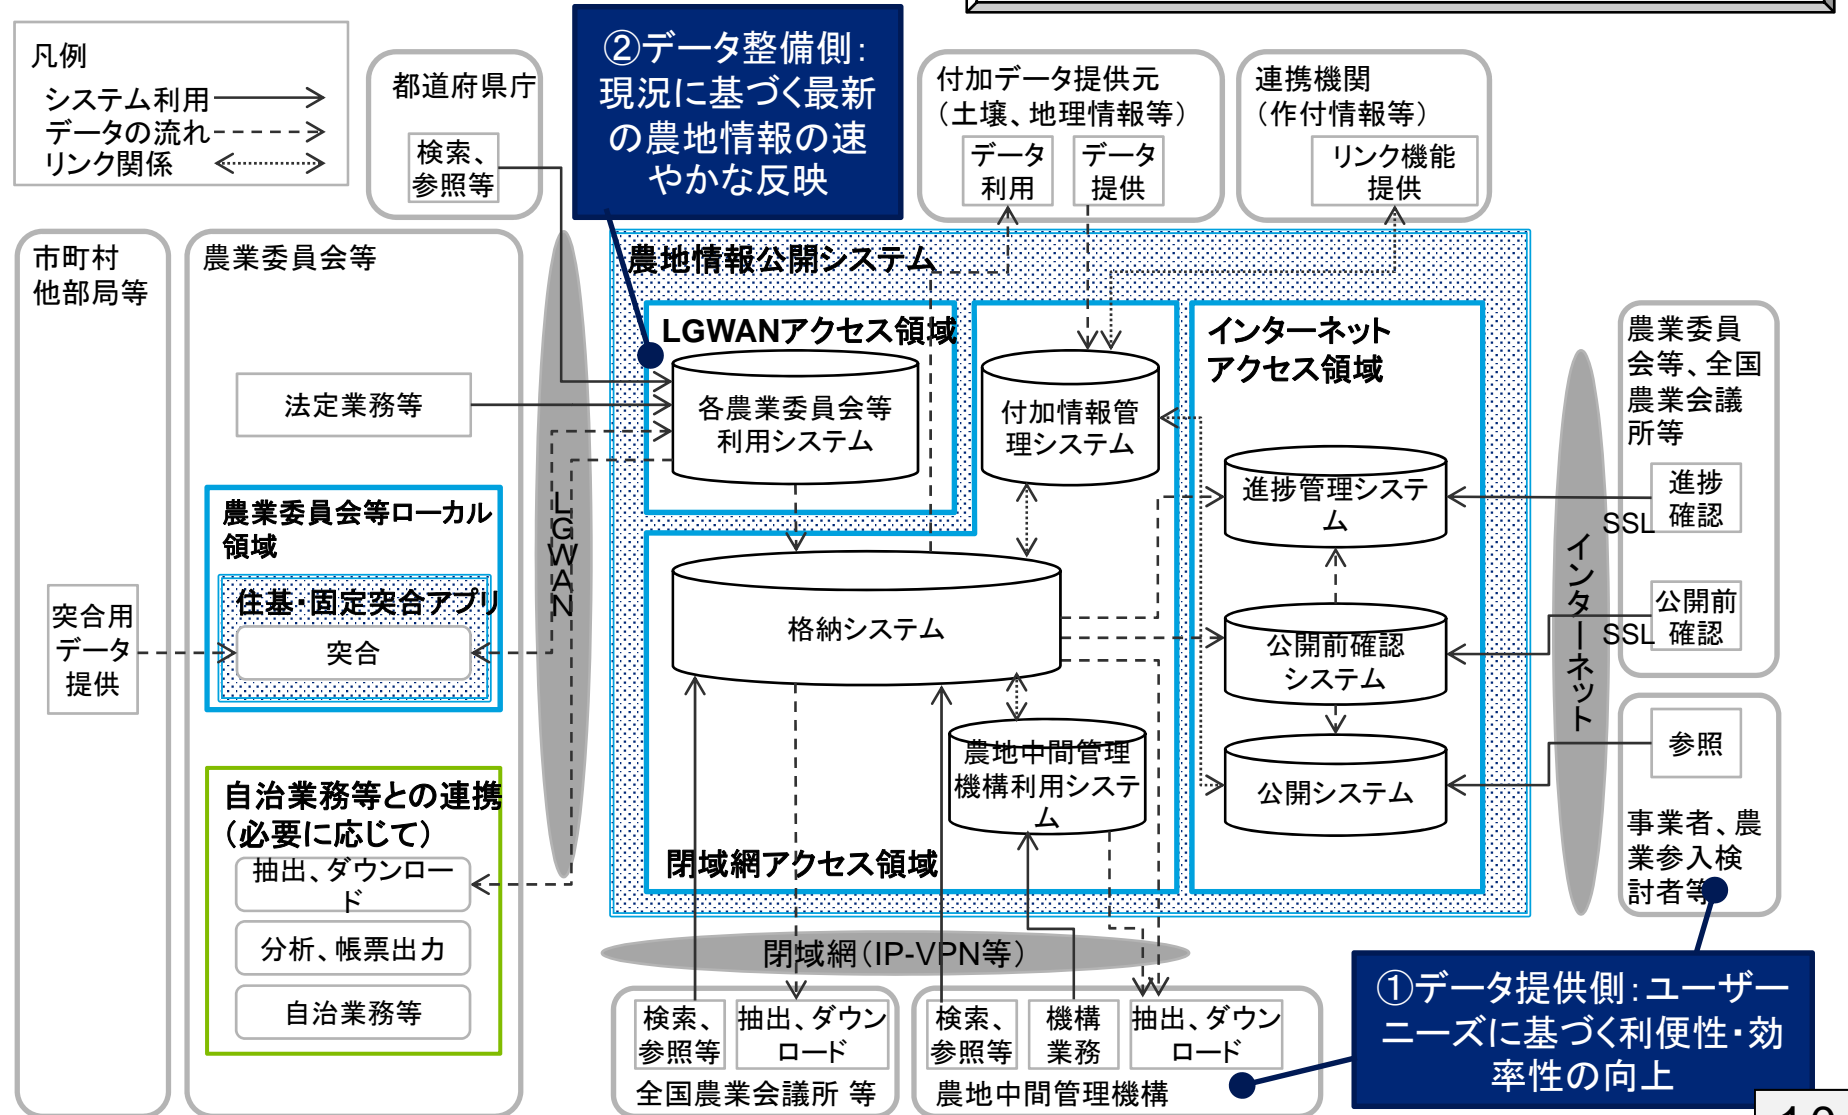 凡例
システム利用
データの流れ
リンク関係
都道府県庁
検索、
参照等
②データ整備側：
現況に基づく最新
の農地情報の速
やかな反映
付加データ提供元
（土壌、地理情報等）
データ
利用
データ
提供
連携機関
（作付情報等）
リンク機能
提供
市町村
他部局等
突合用
データ
提供
農業委員会等
法定業務等
農業委員会等ローカル
領域
住基・固定突合アプリ
突合
自治業務等との連携
（必要に応じて）
抽出、ダウンロー
ド
分析、帳票出力
自治業務等
LGWAN
農地情報公開システム
LGWANアクセス領域
各農業委員会等
利用システム
付加情報管
理システム
格納システム
農地中間管理
機構利用システ
ム
閉域網アクセス領域
インターネット
アクセス領域
進捗管理システ
ム
公開前確認
システム
公開システム
インターネット
農業委員
会等、全国
農業会議
所等
進捗
確認
SSL
公開前
確認
SSL
参照
事業者、農
業参入検
討者等
閉域網（IP-VPN等）
検索、
参照等
抽出、ダウン
ロード
全国農業会議所 等
検索、
参照等
機構
業務
抽出、ダウン
ロード
農地中間管理機構
①データ提供側：ユーザー
ニーズに基づく利便性・効
率性の向上